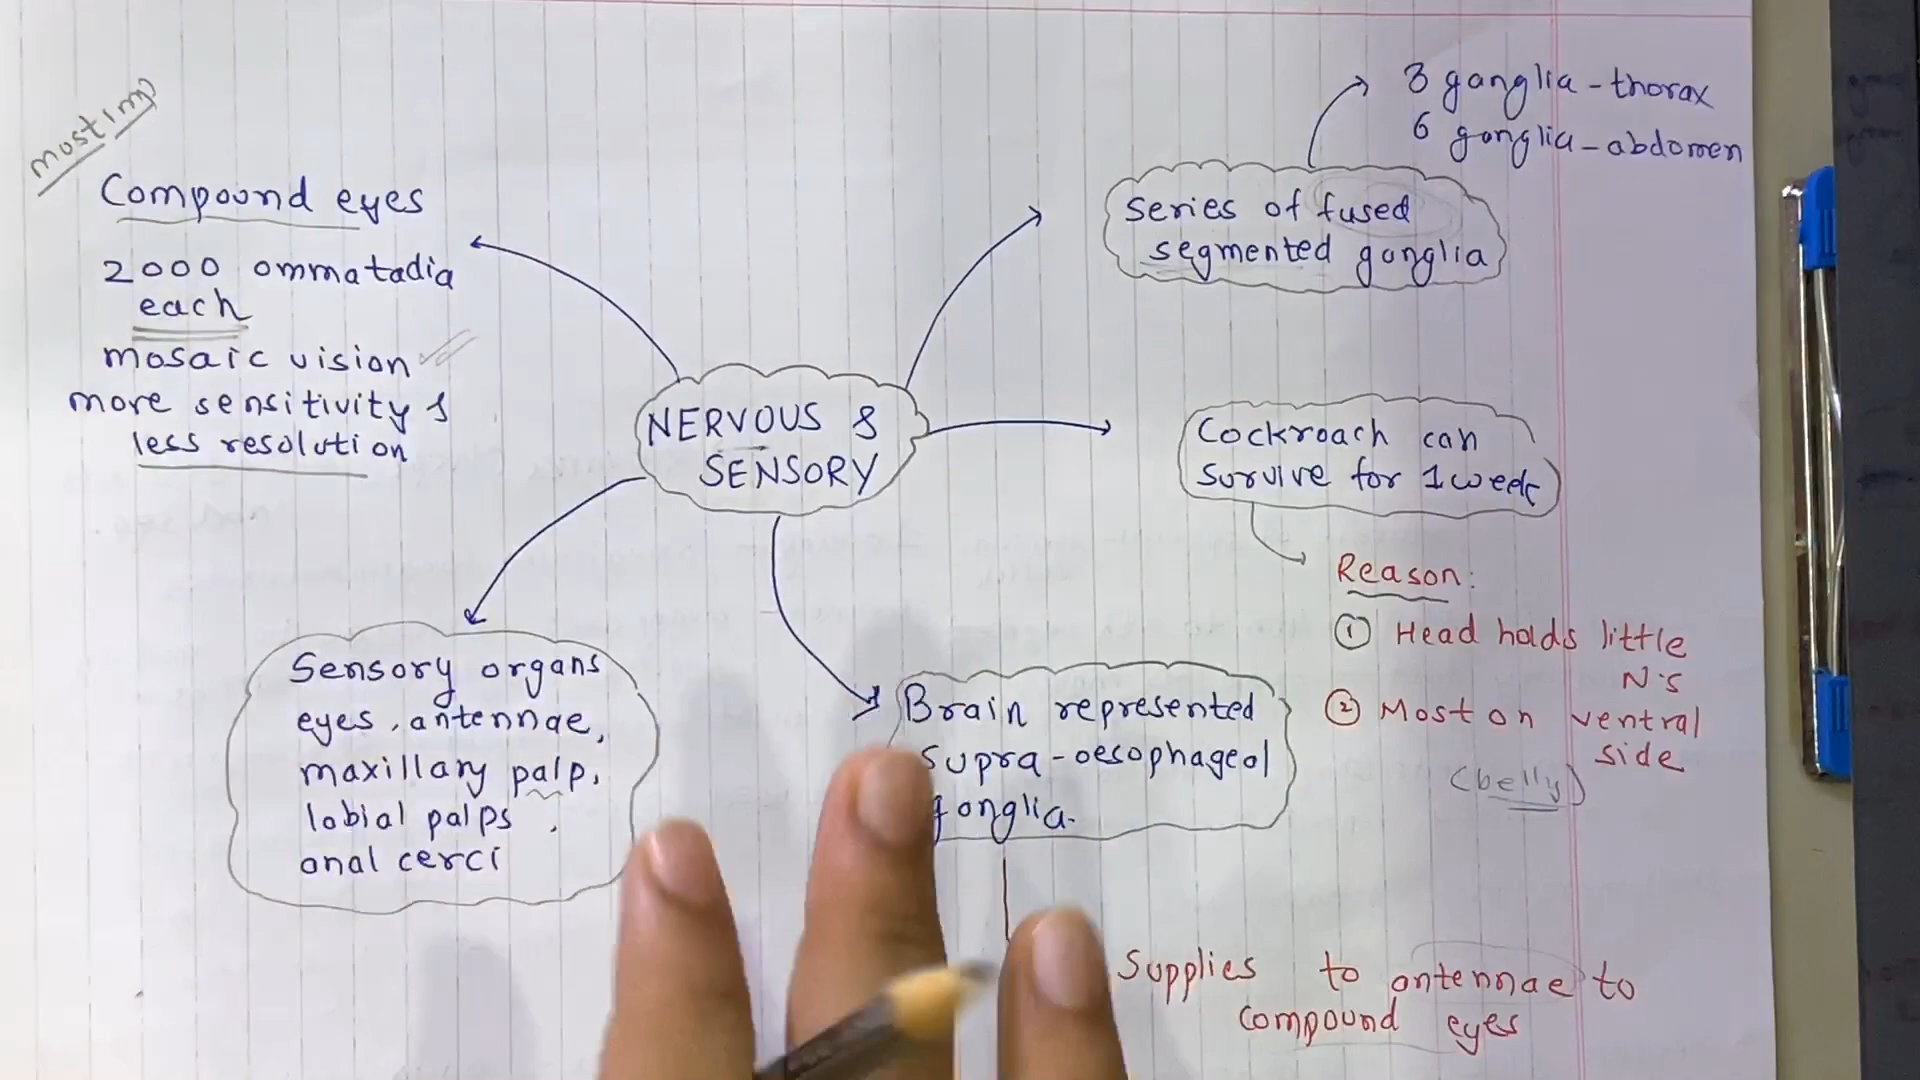 most imp
Compound eyes
2000 ommatadia
each
mosaic vision
more sensitivity &
less resolution
NERVOUS &
SENSORY
3 ganglia - thorax
6 ganglia - abdomen
series of fused
segmented ganglia
Cockroach can
survive for 1 week
Reason:
① Head holds little
N.S
② Most on ventral
side
(belly)
Sensory organs
eyes, antennae,
maxillary palp,
labial palps,
anal cerci
Brain represented
supra-oesophageal
ganglia.
Supplies to antennae to
compound eyes